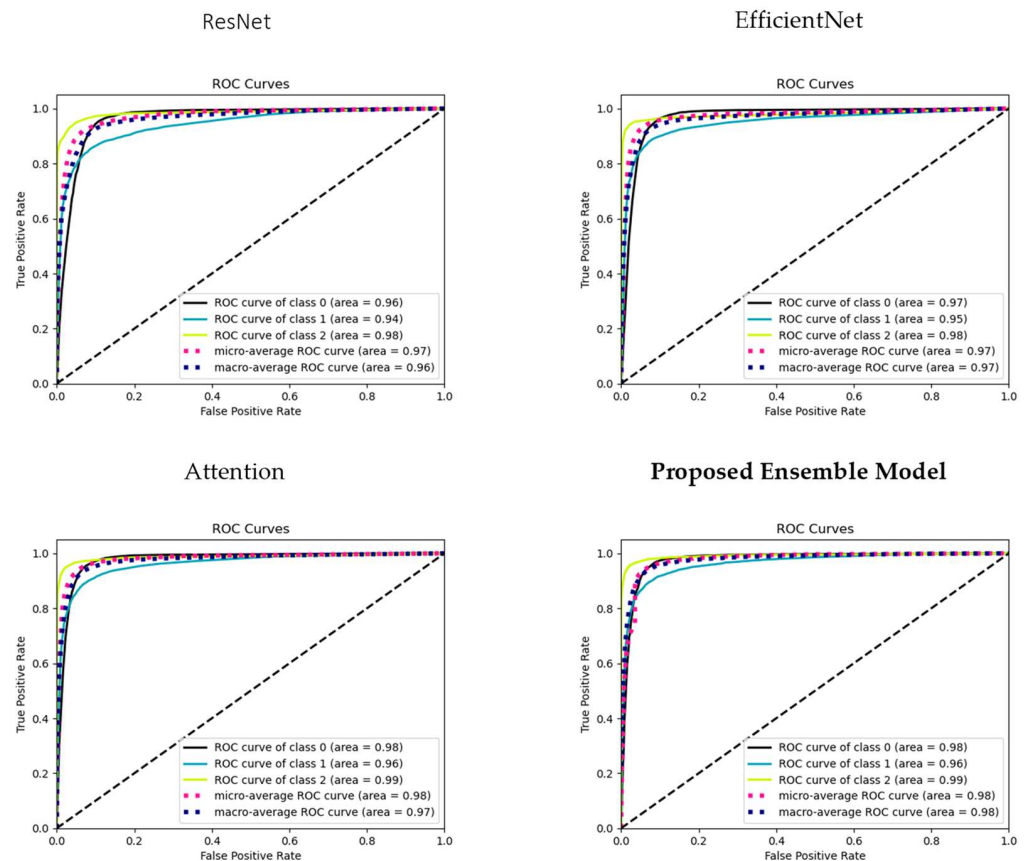 ResNet
ROC Curves
True Positive Rate
1.0
0.8
0.6
0.4
0.2
0.0
ROC curve of class 0 (area = 0.96)
ROC curve of class 1 (area = 0.94)
ROC curve of class 2 (area = 0.98)
micro-average ROC curve (area = 0.97)
macro-average ROC curve (area = 0.96)
0.0 0.2 0.4 0.6 0.8 1.0
False Positive Rate
EfficientNet
ROC Curves
True Positive Rate
1.0
0.8
0.6
0.4
0.2
0.0
ROC curve of class 0 (area = 0.97)
ROC curve of class 1 (area = 0.95)
ROC curve of class 2 (area = 0.98)
micro-average ROC curve (area = 0.97)
macro-average ROC curve (area = 0.97)
0.0 0.2 0.4 0.6 0.8 1.0
False Positive Rate
Attention
ROC Curves
True Positive Rate
1.0
0.8
0.6
0.4
0.2
0.0
ROC curve of class 0 (area = 0.98)
ROC curve of class 1 (area = 0.96)
ROC curve of class 2 (area = 0.99)
micro-average ROC curve (area = 0.98)
macro-average ROC curve (area = 0.97)
0.0 0.2 0.4 0.6 0.8 1.0
False Positive Rate
Proposed Ensemble Model
ROC Curves
True Positive Rate
1.0
0.8
0.6
0.4
0.2
0.0
ROC curve of class 0 (area = 0.98)
ROC curve of class 1 (area = 0.96)
ROC curve of class 2 (area = 0.99)
micro-average ROC curve (area = 0.98)
macro-average ROC curve (area = 0.98)
0.0 0.2 0.4 0.6 0.8 1.0
False Positive Rate